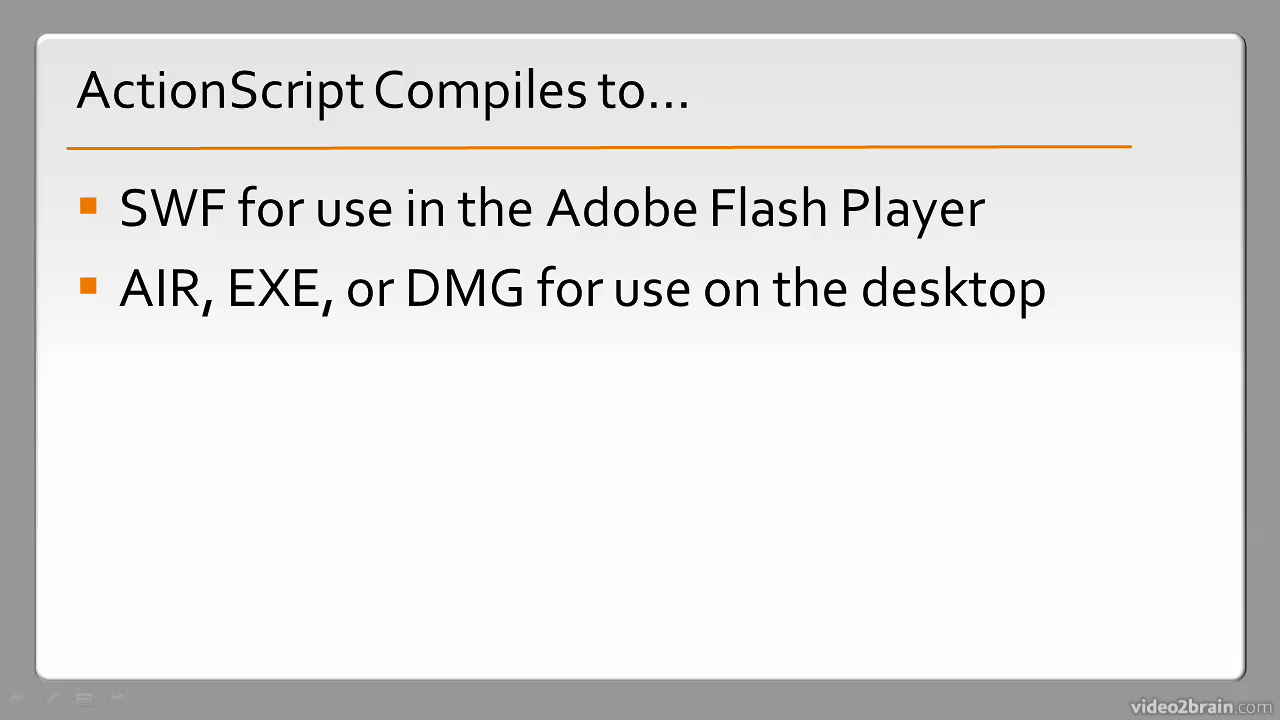 ActionScript Compiles to...
SWF for use in the Adobe Flash Player
AIR, EXE, or DMG for use on the desktop
video2brain.com